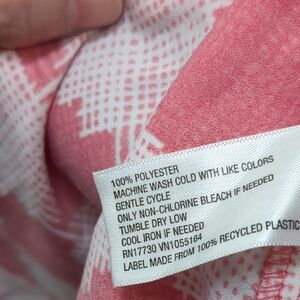 100% POLYESTER
MACHINE WASH COLD WITH LIKE COLORS
GENTLE CYCLE
ONLY NON-CHLORINE BLEACH IF NEEDED
TUMBLE DRY LOW
COOL IRON IF NEEDED
RN17730 VN1055164
LABEL MADE FROM 100% RECYCLED PLASTIC